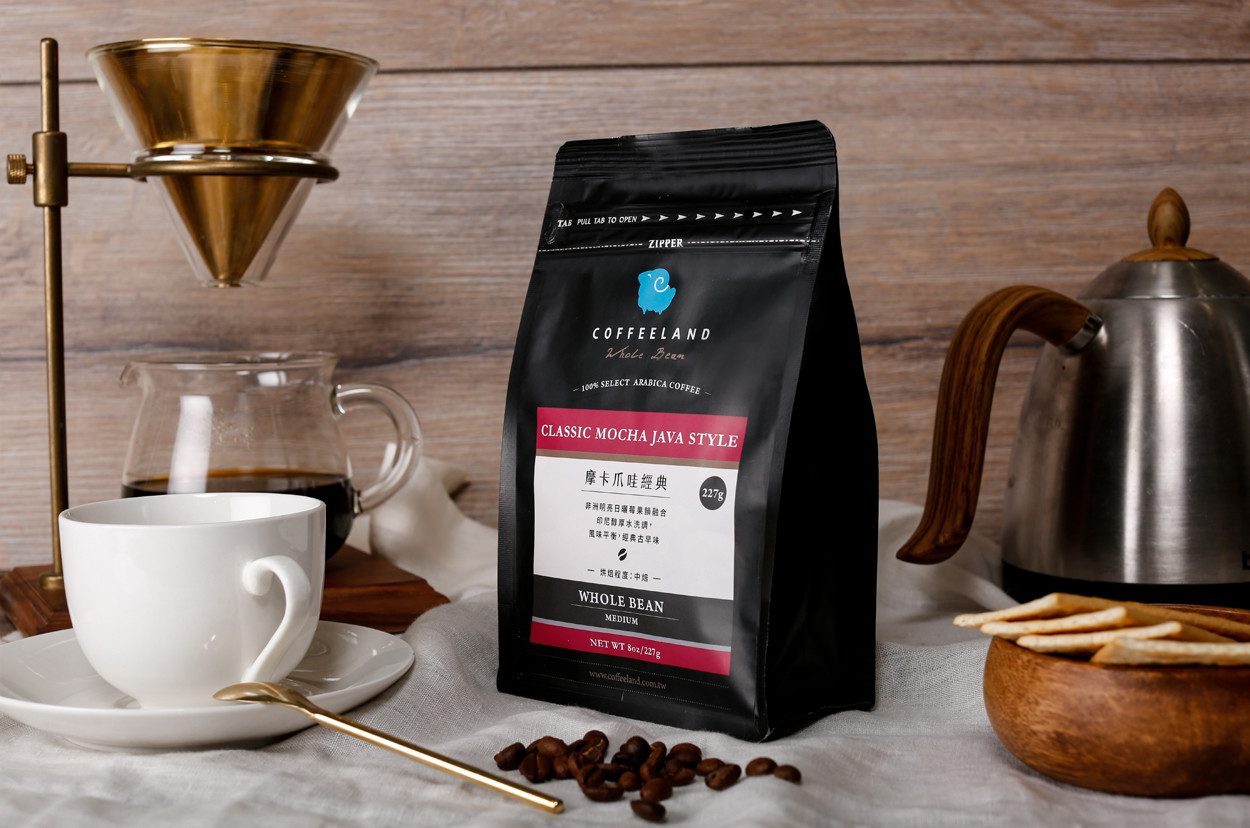 TAB PULL TAB TO OPEN
ZIPPER
COFFEELAND
Whole Bean
100% SELECT ARABICA COFFEE
CLASSIC MOCHA JAVA STYLE
摩卡爪哇經典
227g
非洲明亮日曬莓果韻融合
印尼醇厚水洗調，
風味平衡，經典古早味
— 烘焙程度：中焙 —
WHOLE BEAN
MEDIUM
NET WT 8oz/227g
www.coffeeland.com.tw